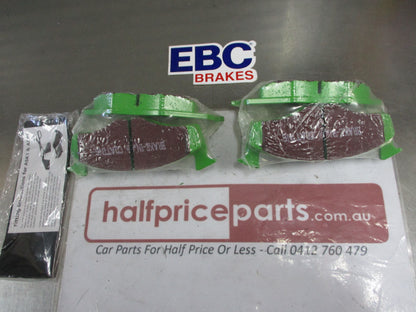 EBC
BRAKES
halfpriceparts.com.au
Car Parts For Half Price Or Less - Call 0412 760 479